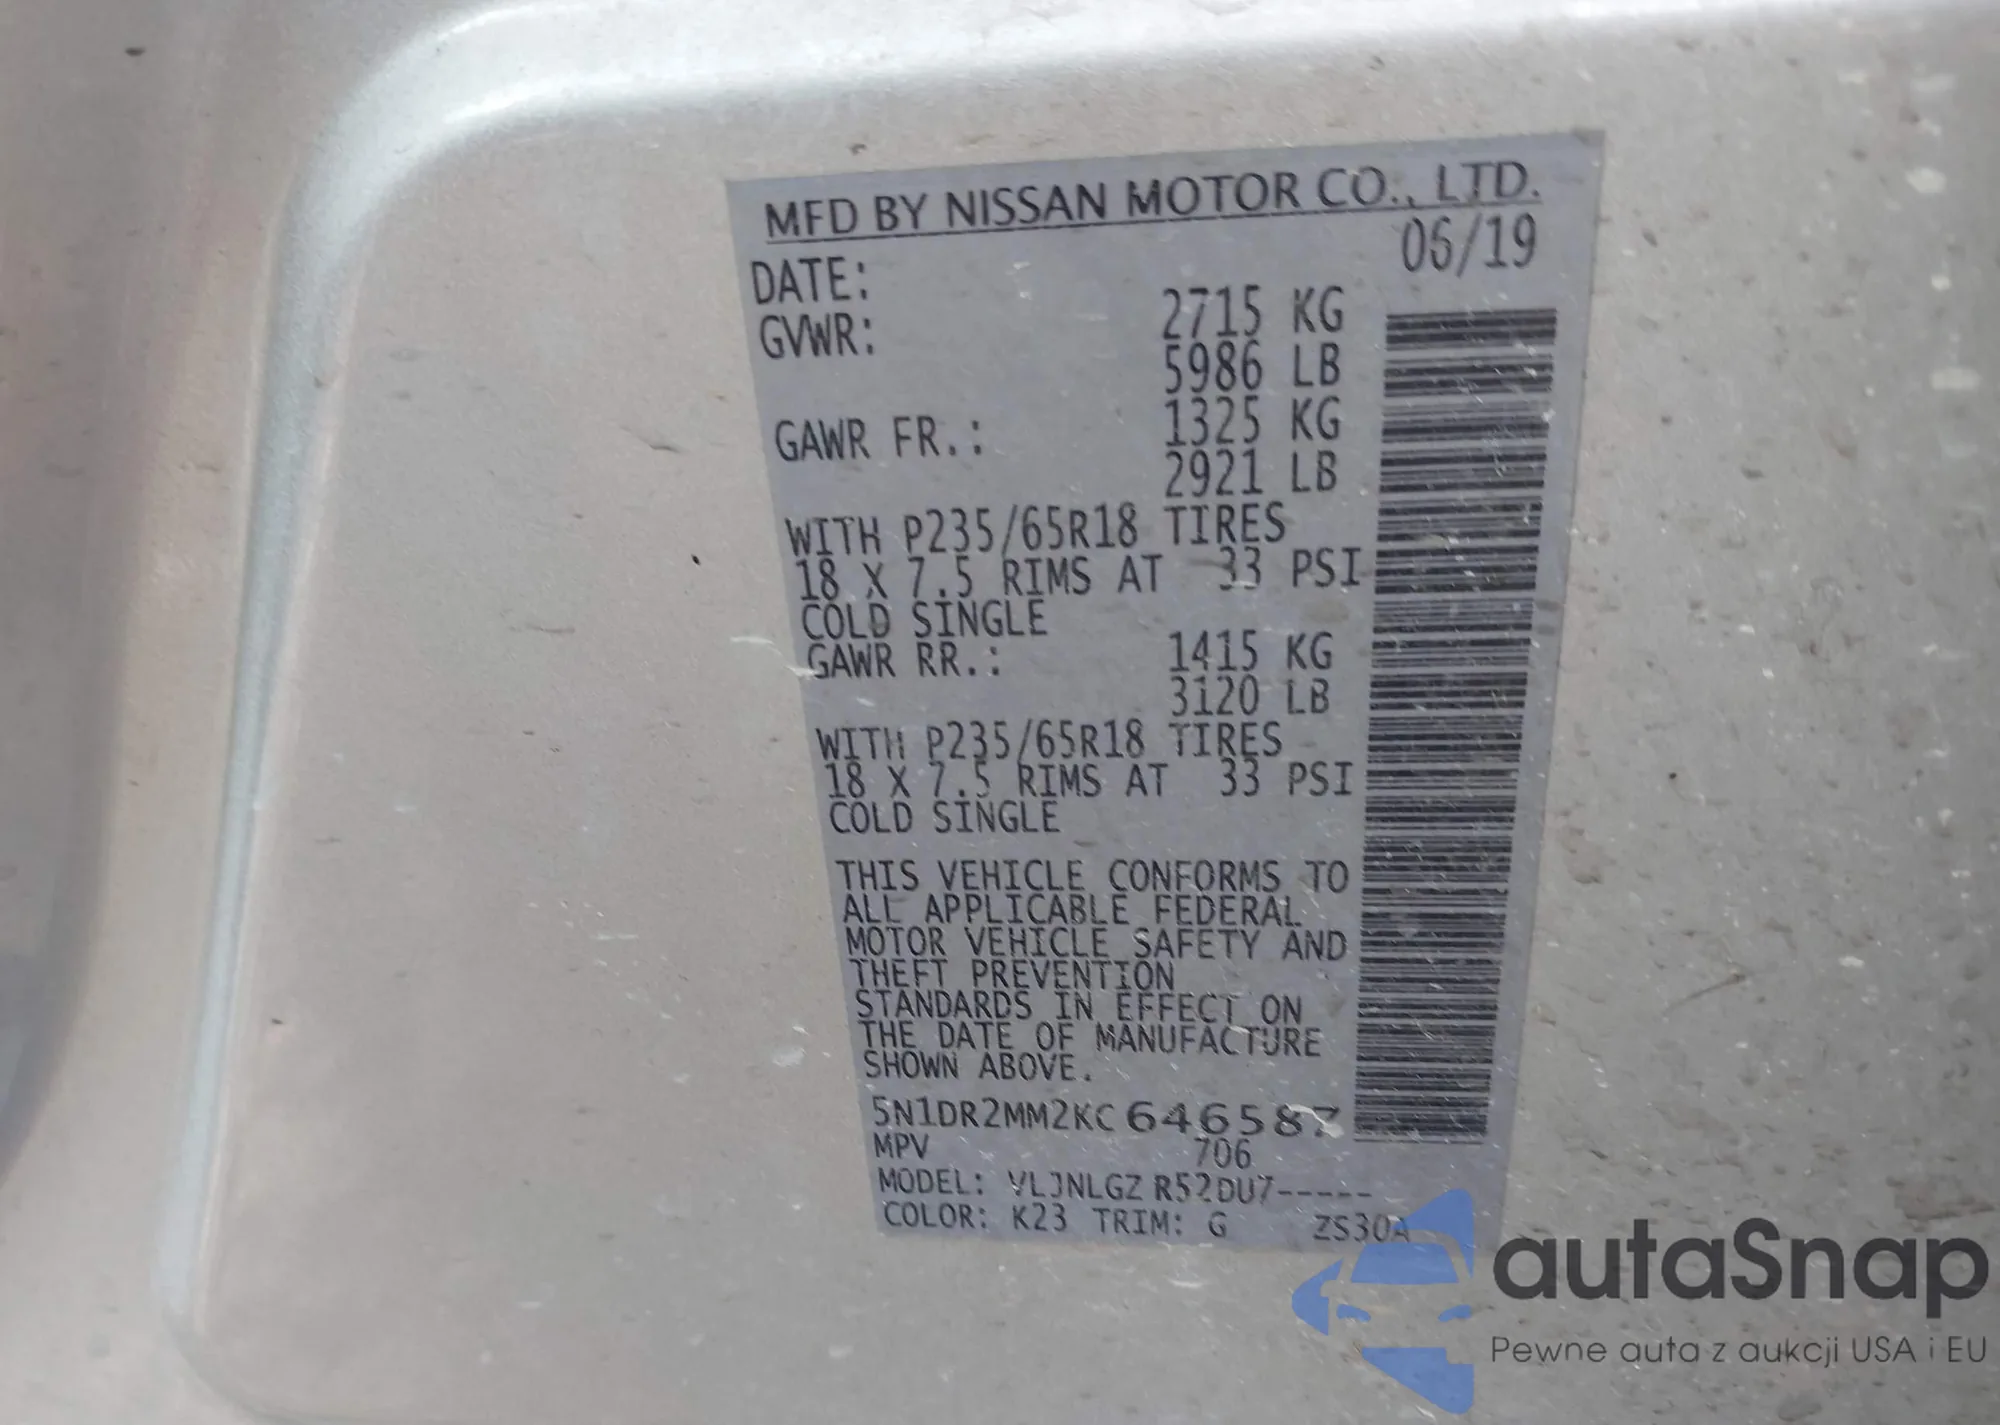 MFD BY NISSAN MOTOR CO., LTD.
DATE: 06/19
GVWR: 2715 KG
5986 LB
GAWR FR.: 1325 KG
2921 LB
WITH P235/65R18 TIRES
18 X 7.5 RIMS AT 33 PSI
COLD SINGLE
GAWR RR.: 1415 KG
3120 LB
WITH P235/65R18 TIRES
18 X 7.5 RIMS AT 33 PSI
COLD SINGLE
THIS VEHICLE CONFORMS TO
ALL APPLICABLE FEDERAL
MOTOR VEHICLE SAFETY AND
THEFT PREVENTION
STANDARDS IN EFFECT ON
THE DATE OF MANUFACTURE
SHOWN ABOVE.
5N1DR2MM2KC646587
MPV 706
MODEL: VLJNLGZ R52DU7-----
COLOR: K23 TRIM: G ZS30A
autaSnap
Pewne auta z aukcji USA i EU